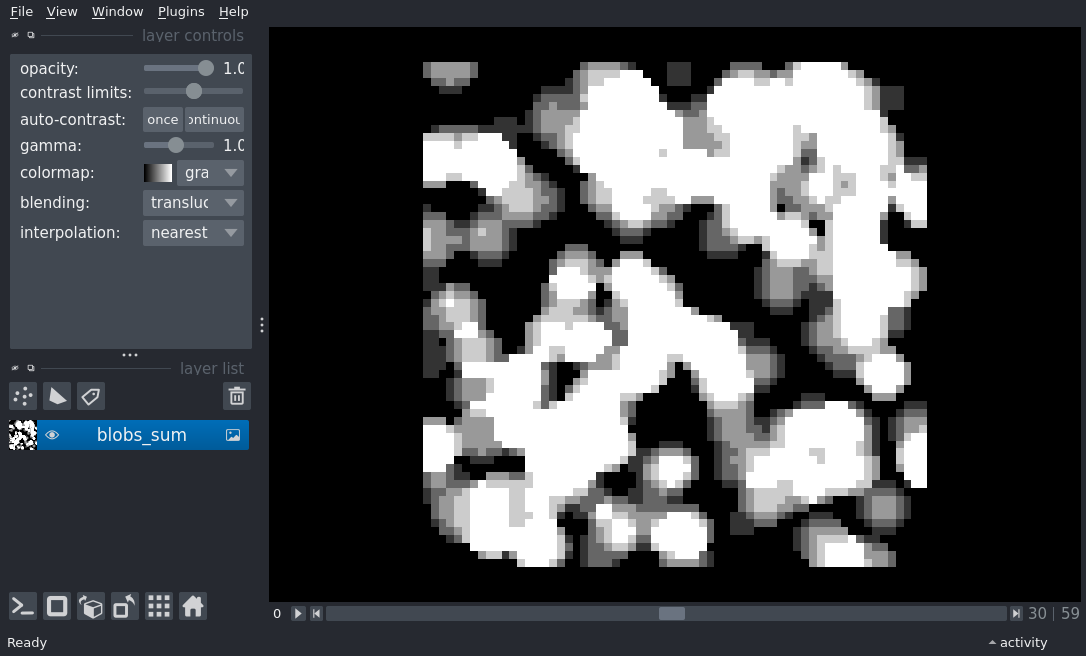 File View Window Plugins Help
layer controls
opacity: 1.0
contrast limits:
auto-contrast: once ontinuou
gamma: 1.0
colormap: gra
blending: transluc
interpolation: nearest
layer list
blobs_sum
0 30 | 59
Ready activity